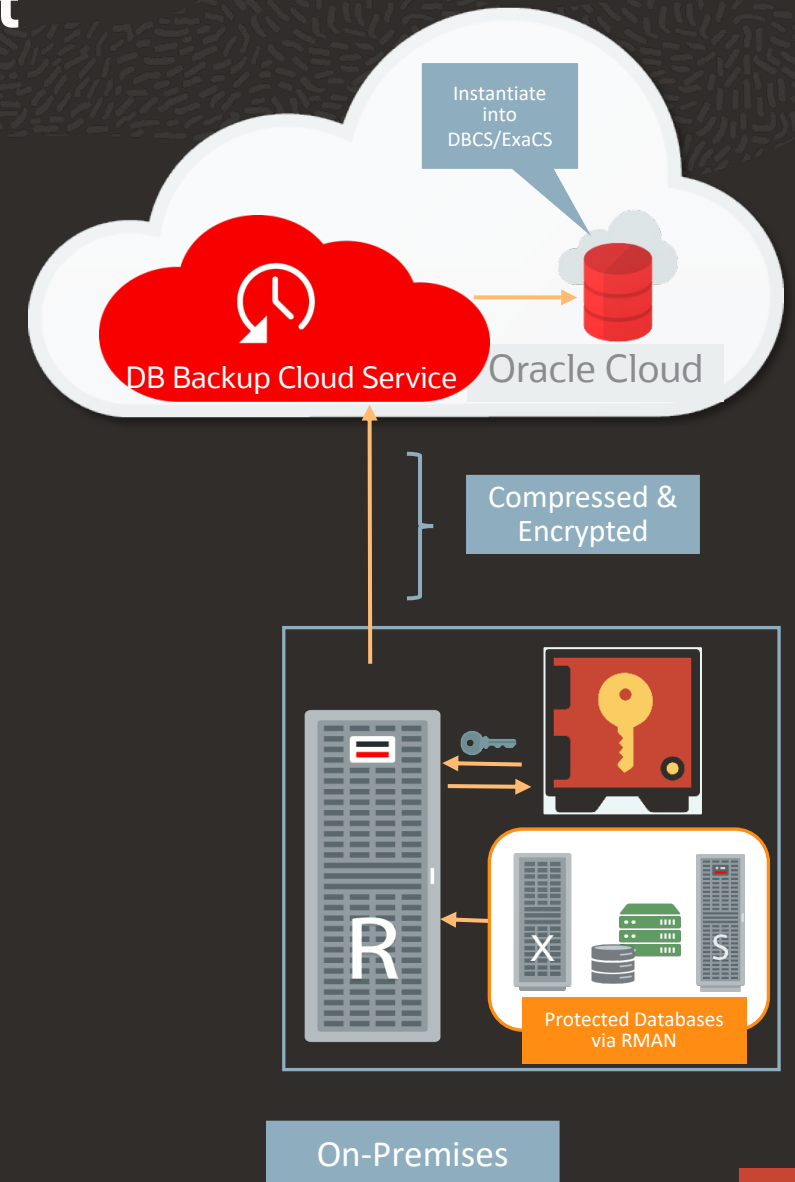 t
Instantiate
into
DBCS/ExaCS
DB Backup Cloud Service
Oracle Cloud
Compressed &
Encrypted
R
X
S
Protected Databases
via RMAN
On-Premises